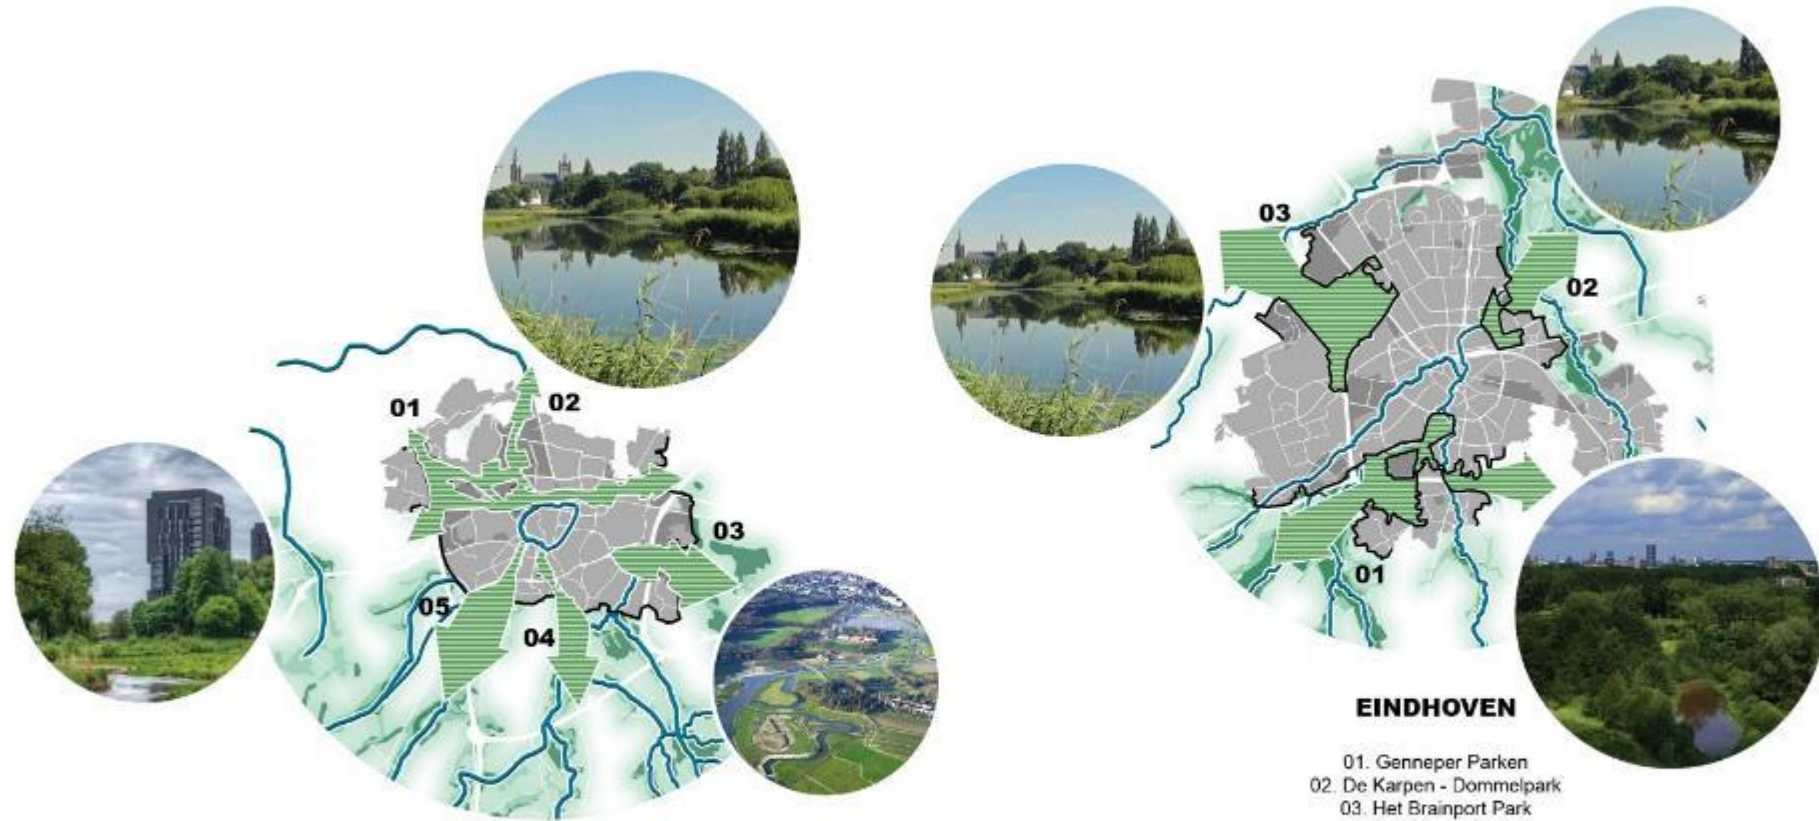 01
02
03
04
05
03
02
01
EINDHOVEN
01. Genneper Parken
02. De Karpen - Dommelpark
03. Het Brainport Park